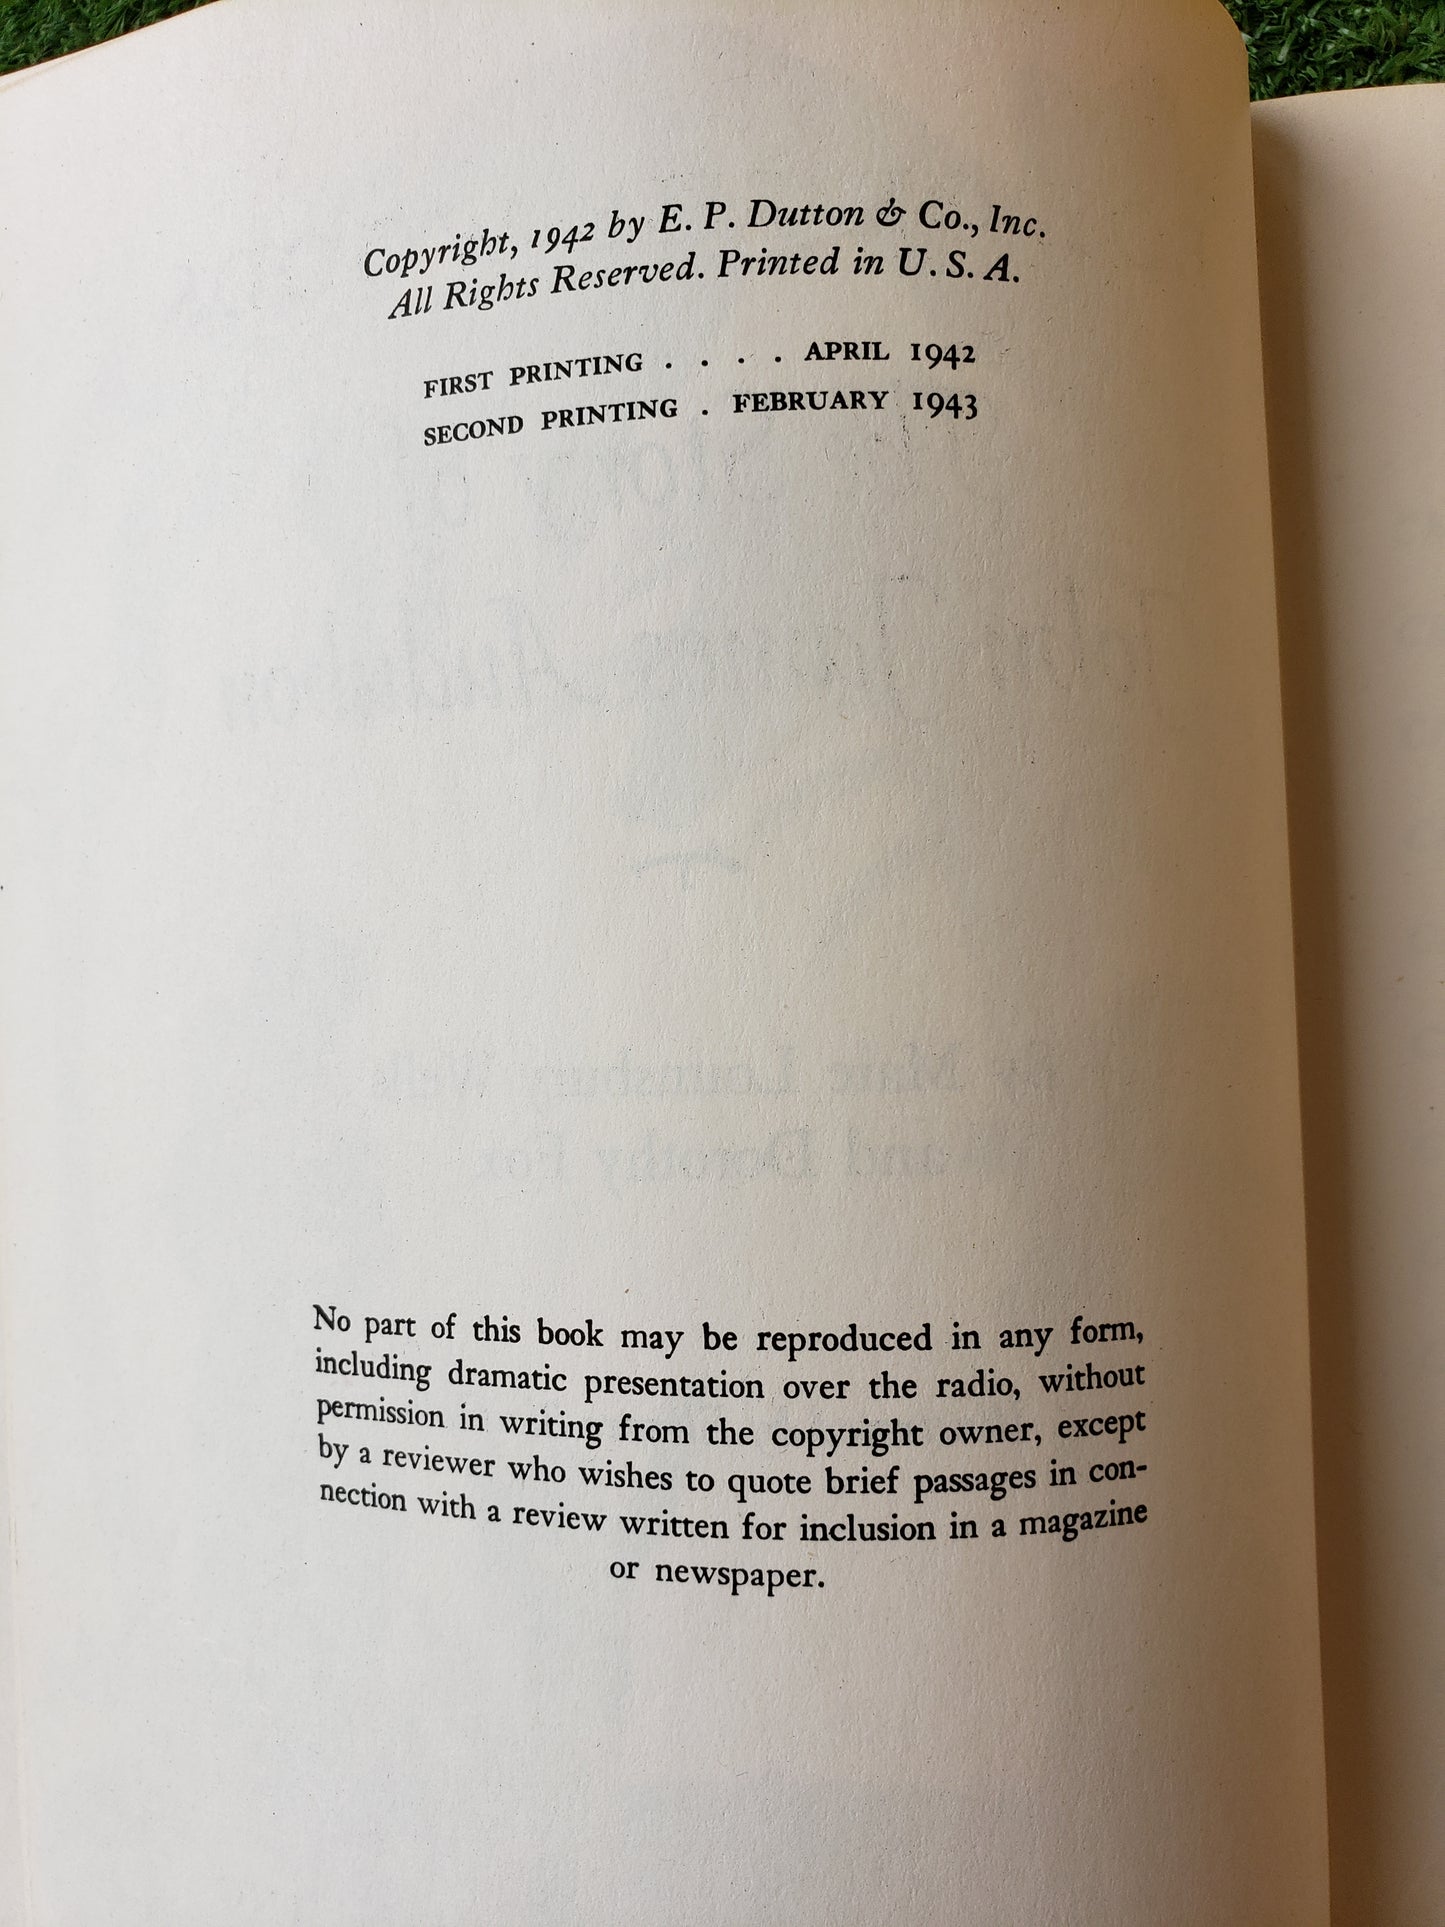 Copyright, 1942 by E. P. Dutton & Co., Inc.
All Rights Reserved. Printed in U. S. A.
FIRST PRINTING . . . . APRIL 1942
SECOND PRINTING . FEBRUARY 1943
No part of this book may be reproduced in any form,
including dramatic presentation over the radio, without
permission in writing from the copyright owner, except
by a reviewer who wishes to quote brief passages in con-
nection with a review written for inclusion in a magazine
or newspaper.